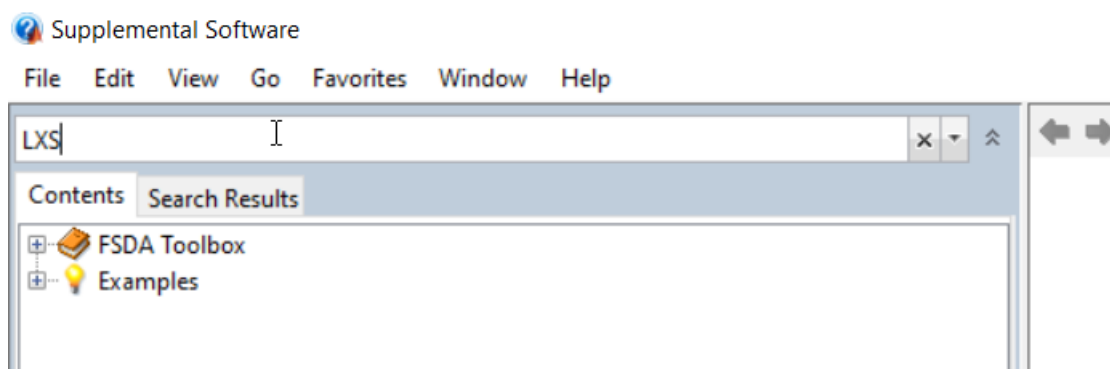 Supplemental Software
File Edit View Go Favorites Window Help
LXS
Contents Search Results
FSDA Toolbox
Examples